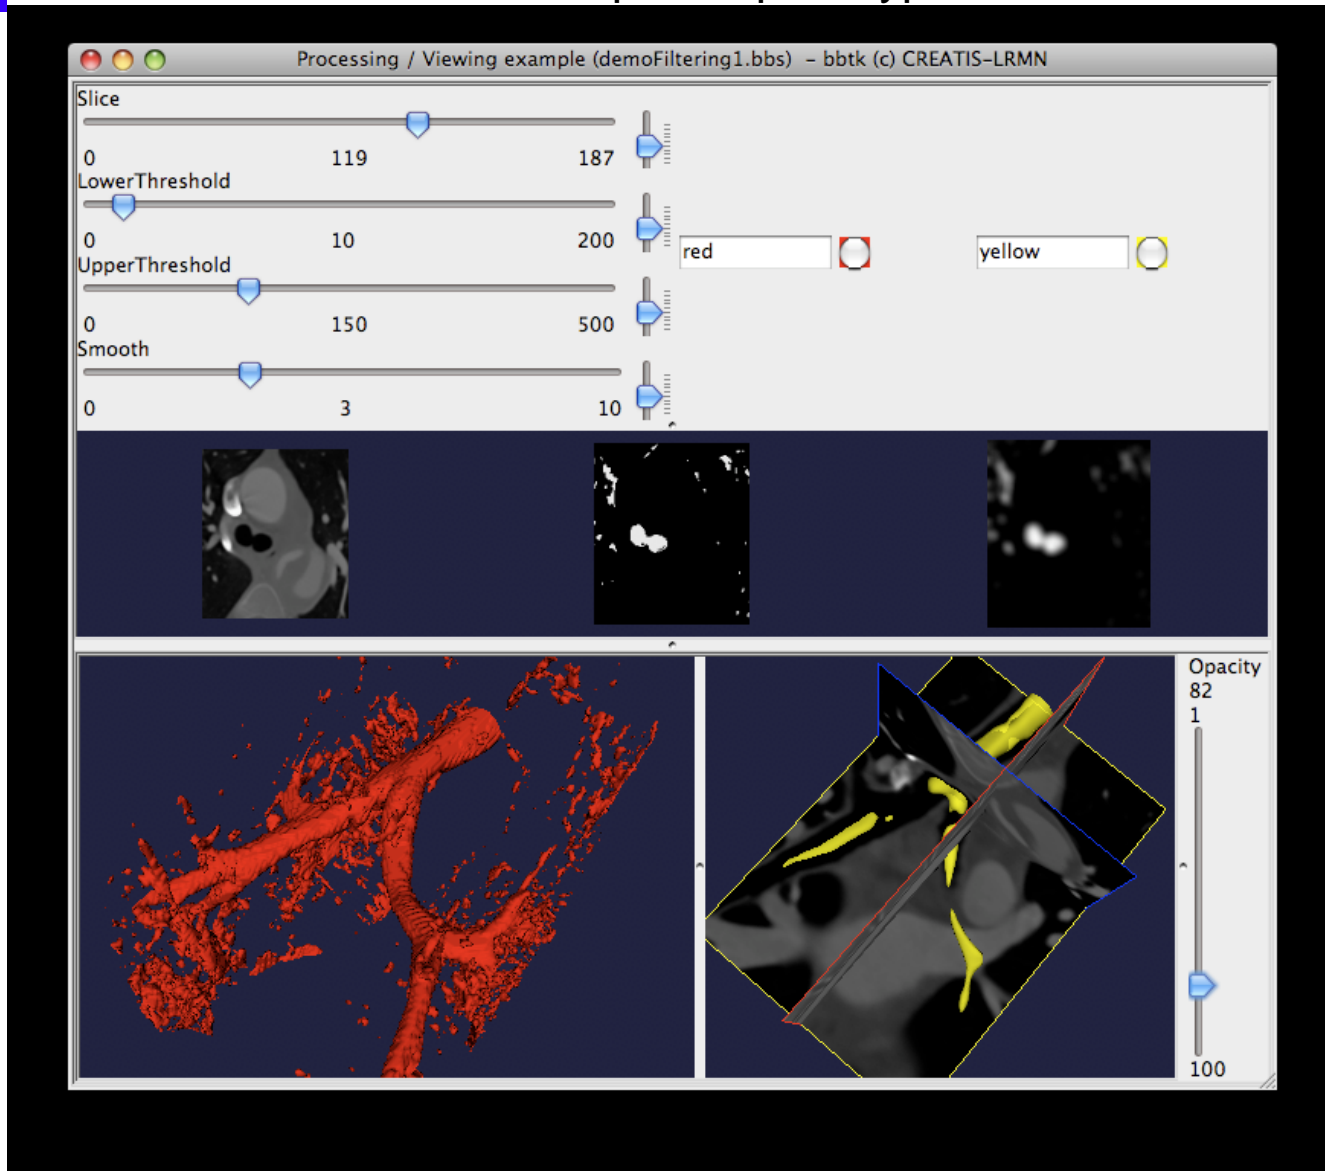 Processing / Viewing example (demoFiltering1.bbs) – bbtk (c) CREATIS-LRMN
Slice
0 119 187
LowerThreshold
0 10 200
UpperThreshold
0 150 500
Smooth
0 3 10
red yellow
Opacity
82
1
100